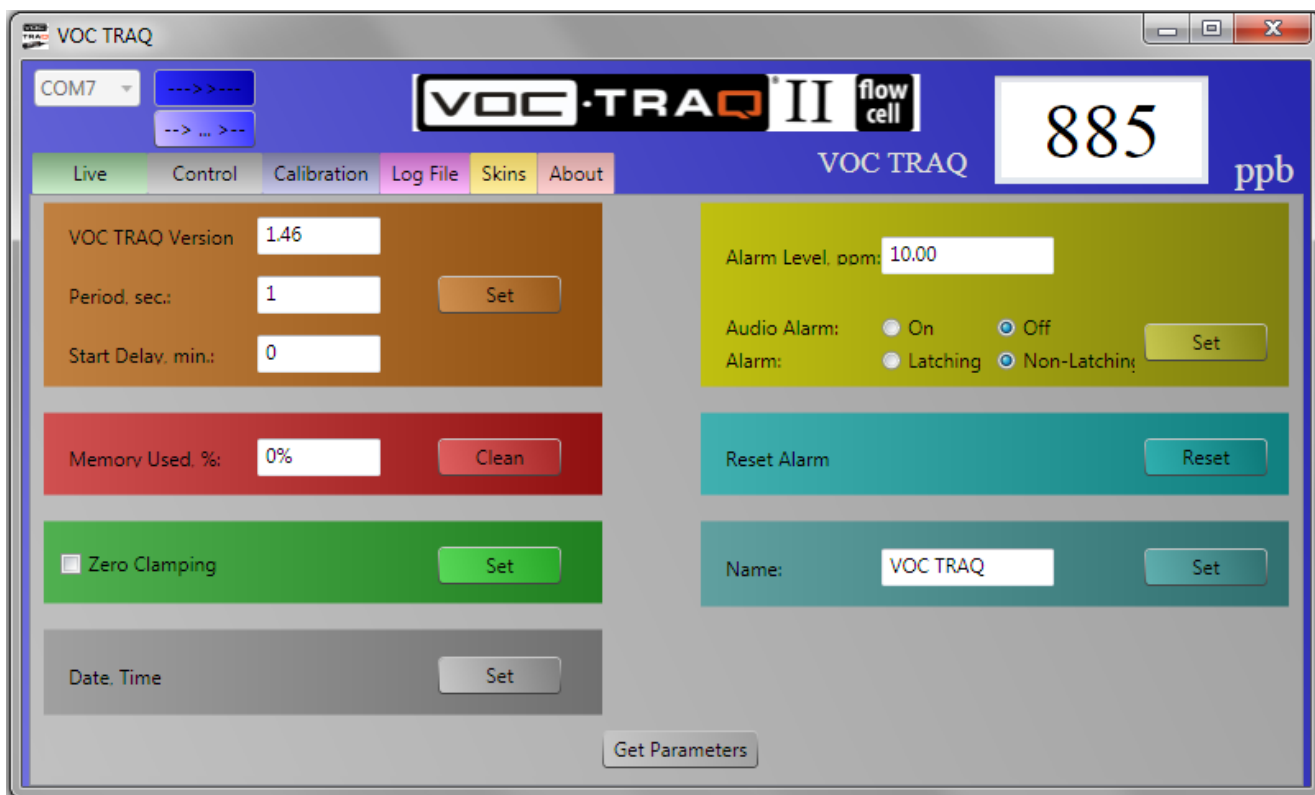 VOC TRAQ
COM7
--->>---
--> ... >--
VOC·TRAQ® II flow cell
885
VOC TRAQ
ppb
Live Control Calibration Log File Skins About
VOC TRAQ Version 1.46
Period, sec.: 1 Set
Start Delay, min.: 0
Alarm Level, ppm: 10.00
Audio Alarm: On Off
Alarm: Latching Non-Latching
Set
Memory Used, %: 0% Clean
Reset Alarm Reset
Zero Clamping Set
Name: VOC TRAQ Set
Date, Time Set
Get Parameters